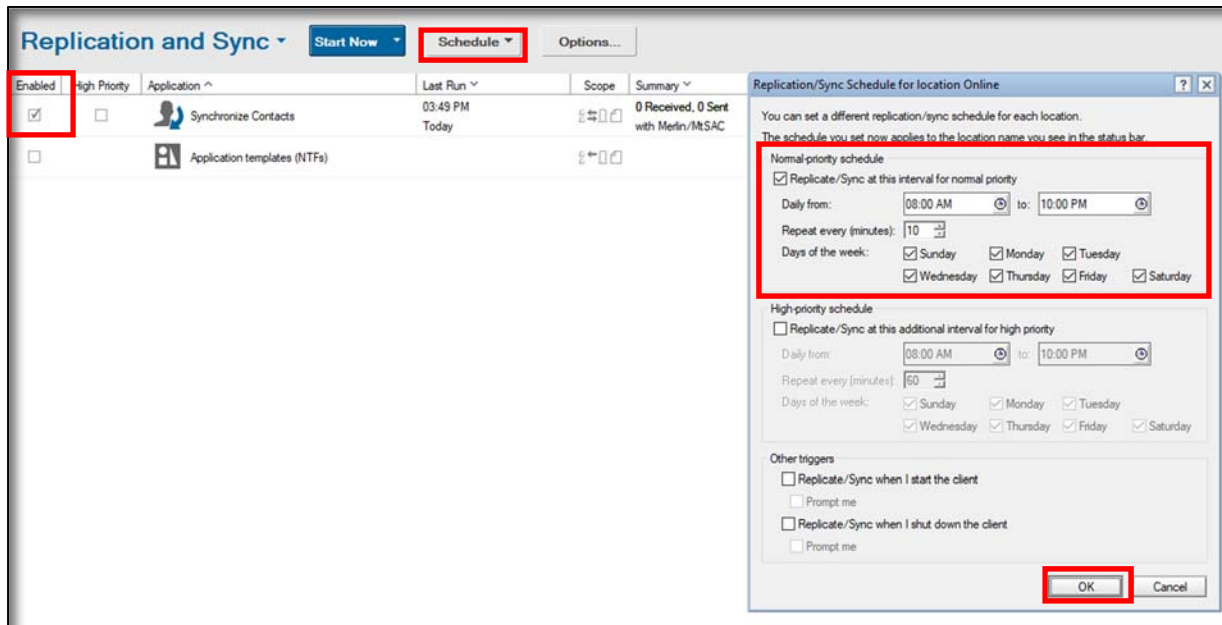 Replication and Sync
Start Now
Schedule
Options...
Enabled High Priority Application Last Run Scope Summary
Synchronize Contacts 03:49 PM Today 0 Received, 0 Sent with Merlin/MtSAC
Application templates (NTFs)
Replication/Sync Schedule for location Online
You can set a different replication/sync schedule for each location.
The schedule you set now applies to the location name you see in the status bar.
Normal-priority schedule
Replicate/Sync at this interval for normal priority
Daily from: 08:00 AM to: 10:00 PM
Repeat every (minutes): 10
Days of the week: Sunday Monday Tuesday
Wednesday Thursday Friday Saturday
High-priority schedule
Replicate/Sync at this additional interval for high priority
Daily from: 08:00 AM to: 10:00 PM
Repeat every (minutes): 60
Days of the week: Sunday Monday Tuesday
Wednesday Thursday Friday Saturday
Other triggers
Replicate/Sync when I start the client
Prompt me
Replicate/Sync when I shut down the client
Prompt me
OK Cancel